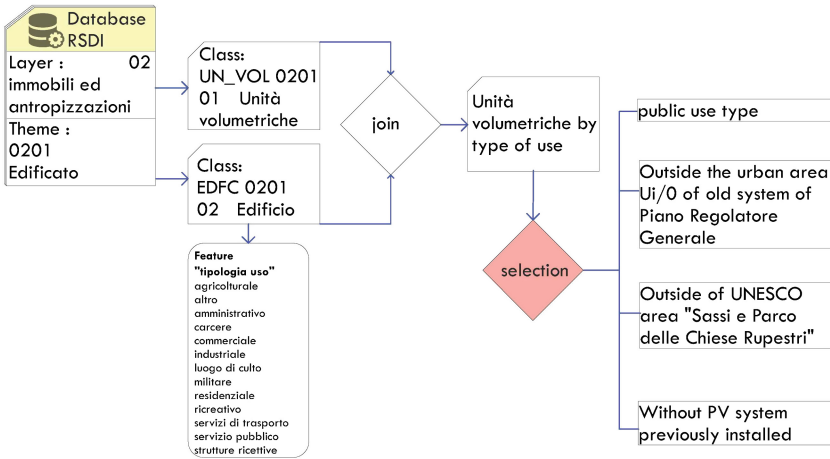 Database
RSDI
Layer : 02
immobili ed
antropizzazioni
Theme :
0201
Edificato
Class:
UN_VOL 0201
01 Unità
volumetriche
Class:
EDFC 0201
02 Edificio
Feature
"tipologia uso"
agricolturale
altro
amministrativo
carcere
commerciale
industriale
luogo di culto
militare
residenziale
ricreativo
servizi di trasporto
servizio pubblico
strutture ricettive
join
Unità
volumetriche by
type of use
selection
public use type
Outside the urban area
Ui/0 of old system of
Piano Regolatore
Generale
Outside of UNESCO
area "Sassi e Parco
delle Chiese Rupestri"
Without PV system
previously installed